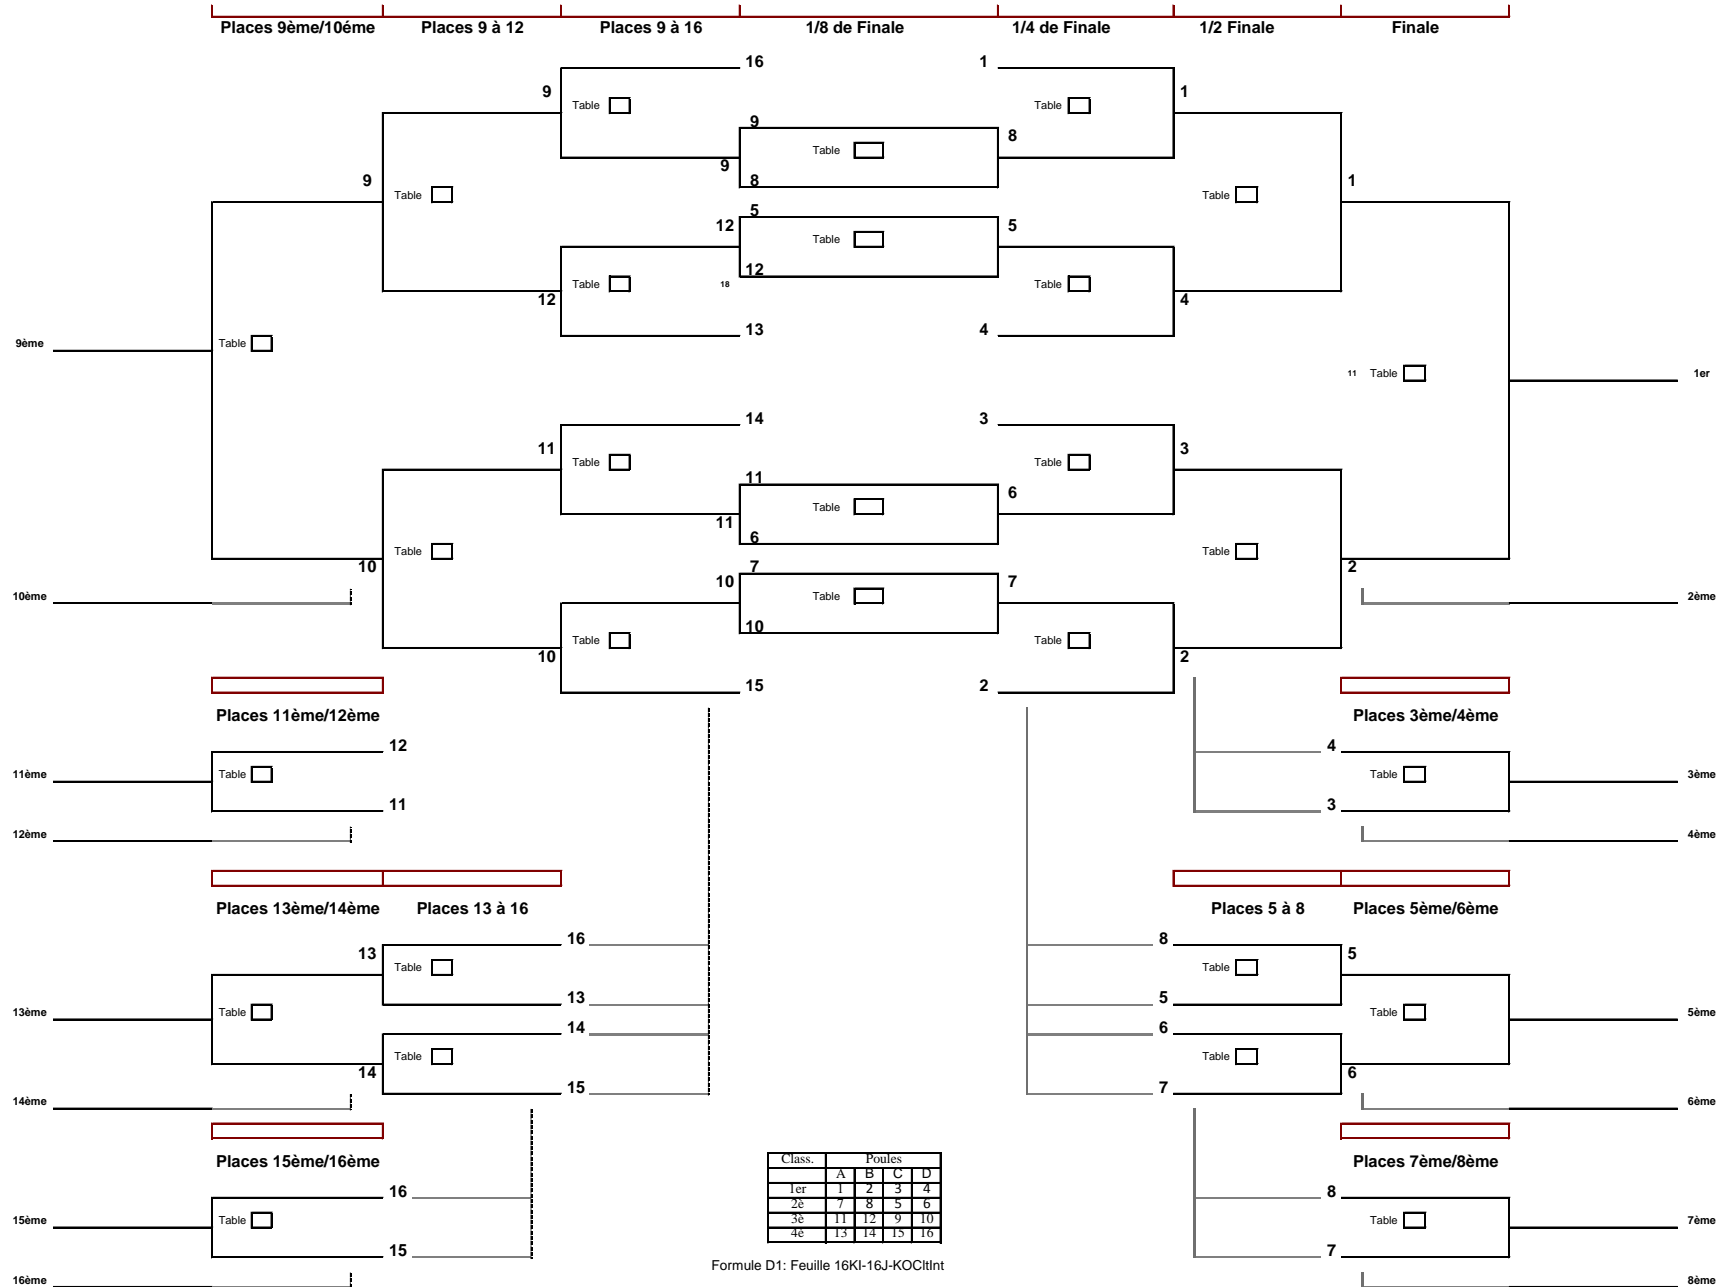 Places 9ème/10éme Places 9 à 12 Places 9 à 16 1/8 de Finale 1/4 de Finale 1/2 Finale Finale
16 1
9 Table Table 1
9 8
Table
9 8
9 Table Table 1
5
12 5
Table
12
Table 18 Table
12 4
13 4
9ème Table
11 Table 1er
14 3
11 3
Table Table
11 6
Table
11 6
Table Table
10 7 2
10 7
10ème Table 2ème
10
Table Table
10 2
15 2
Places 11ème/12ème Places 3ème/4ème
12 4
11ème Table Table 3ème
11 3
12ème 4ème
Places 13ème/14ème Places 13 à 16 Places 5 à 8 Places 5ème/6ème
16 8
13 5
Table Table
13 5
13ème Table Table 5ème
14 6
Table Table
14 6
15 7
14ème 6ème
Places 15ème/16ème Places 7ème/8ème
Class. Poules
A B C D
1er 1 2 3 4
2è 7 8 5 6
3è 11 12 9 10
4è 13 14 15 16
16 8
15ème Table Table 7ème
15 7
Formule D1: Feuille 16KI-16J-KOCltInt
16ème 8ème